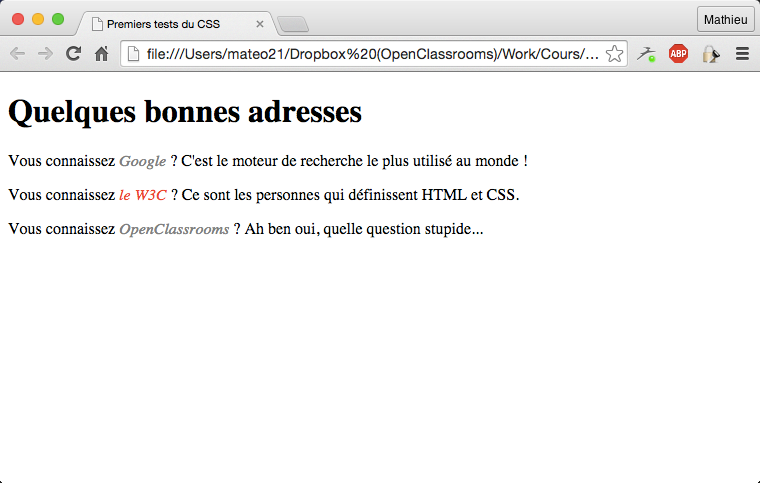 Premiers tests du CSS
Mathieu
file:///Users/mateo21/Dropbox%20(OpenClassrooms)/Work/Cours/...
ABP
Quelques bonnes adresses
Vous connaissez Google ? C'est le moteur de recherche le plus utilisé au monde !
Vous connaissez le W3C ? Ce sont les personnes qui définissent HTML et CSS.
Vous connaissez OpenClassrooms ? Ah ben oui, quelle question stupide...